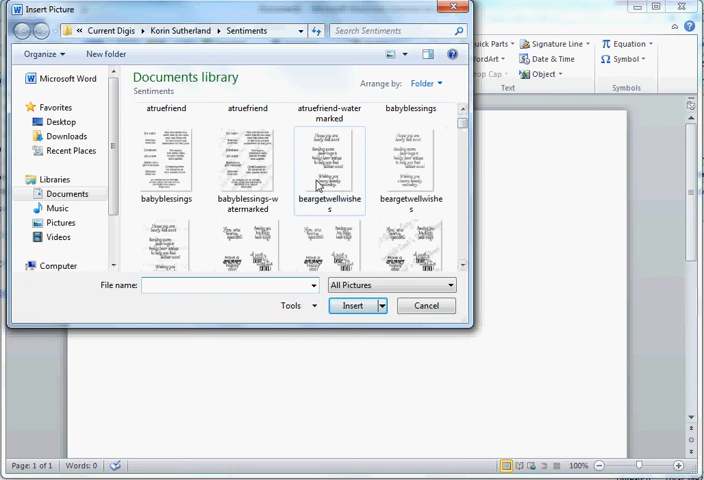 Insert Picture
Current Digis
Korin Sutherland
Sentiments
Search Sentiments
Organize
New folder
Microsoft Word
Favorites
Desktop
Downloads
Recent Places
Libraries
Documents
Music
Pictures
Videos
Computer
Documents library
Sentiments
Arrange by:
Folder
atruefriend
atruefriend
atruefriend-water
marked
babyblessings
babyblessings
babyblessings-w
atermarked
beargetwellwishe
s
beargetwellwishe
s
File name:
All Pictures
Tools
Insert
Cancel
Quick Parts
Signature Line
Equation
WordArt
Date & Time
Symbol
Drop Cap
Object
Text
Symbols
Page: 1 of 1
Words: 0
100%